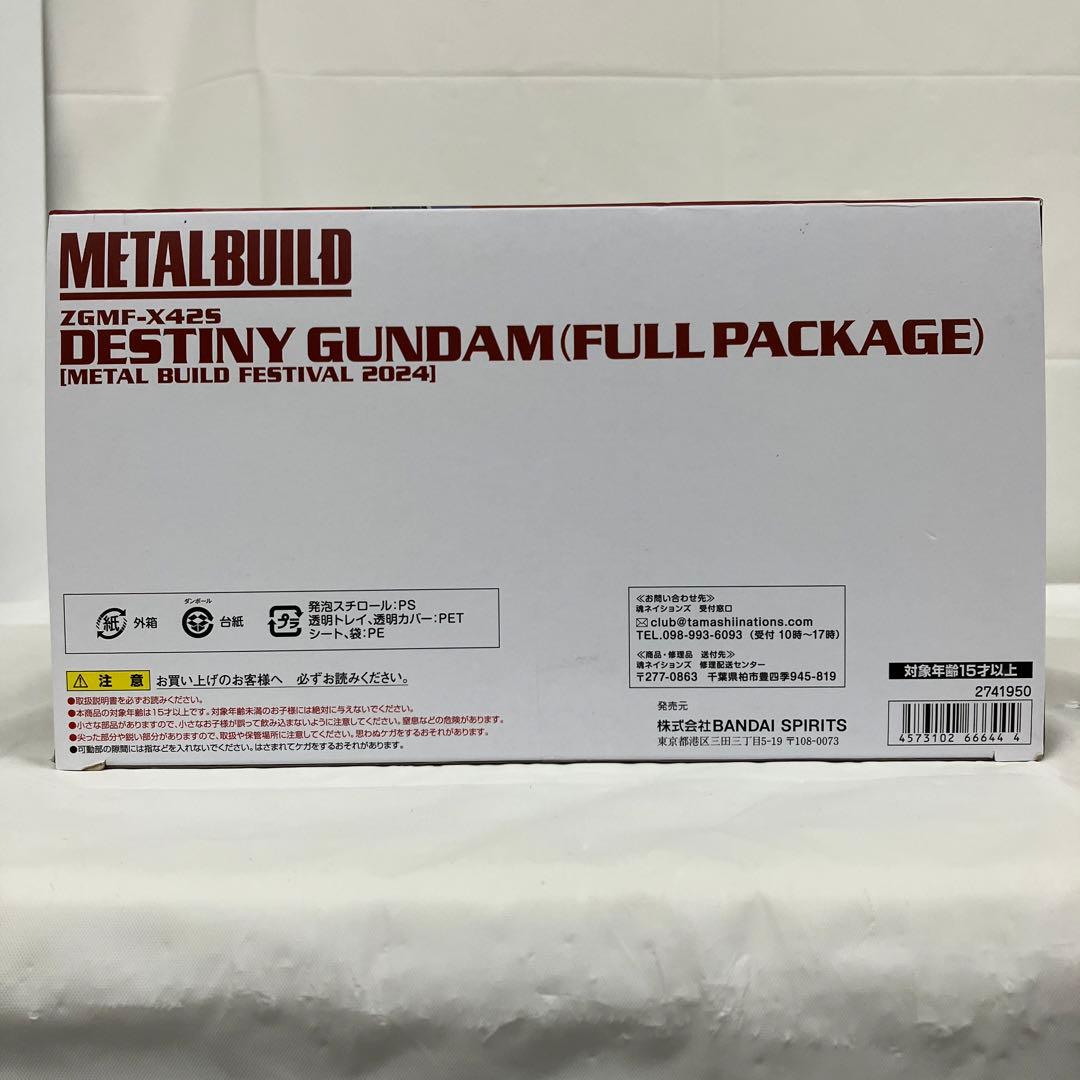 METAL BUILD
ZGMF-X42S
DESTINY GUNDAM (FULL PACKAGE)
[METAL BUILD FESTIVAL 2024]
紙 外箱
ダンボール
台紙
プラ
発泡スチロール:PS
透明トレイ、透明カバー:PET
シート、袋:PE
注意 お買い上げのお客様へ 必ずお読みください。
●取扱説明書を必ずお読みください。
●本商品の対象年齢は15才以上です。対象年齢未満のお子様には絶対に与えないでください。
●小さな部品がありますので、小さなお子様が誤って飲み込まないように注意してください。窒息などの危険があります。
●尖った部分や鋭い部分がありますので、取扱や保管場所に注意してください。思わぬケガをするおそれがあります。
●可動部の隙間には指などを入れないでください。はさまれてケガをするおそれがあります。
≪お問い合わせ先≫
魂ネイションズ 受付窓口
club@tamashiinations.com
TEL.098-993-6093 (受付 10時〜17時)
≪商品・修理品 送付先≫
魂ネイションズ 修理配送センター
〒277-0863 千葉県柏市豊四季945-819
発売元
株式会社BANDAI SPIRITS
東京都港区三田三丁目5-19 〒108-0073
対象年齢15才以上
2741950
4573102 66644 4